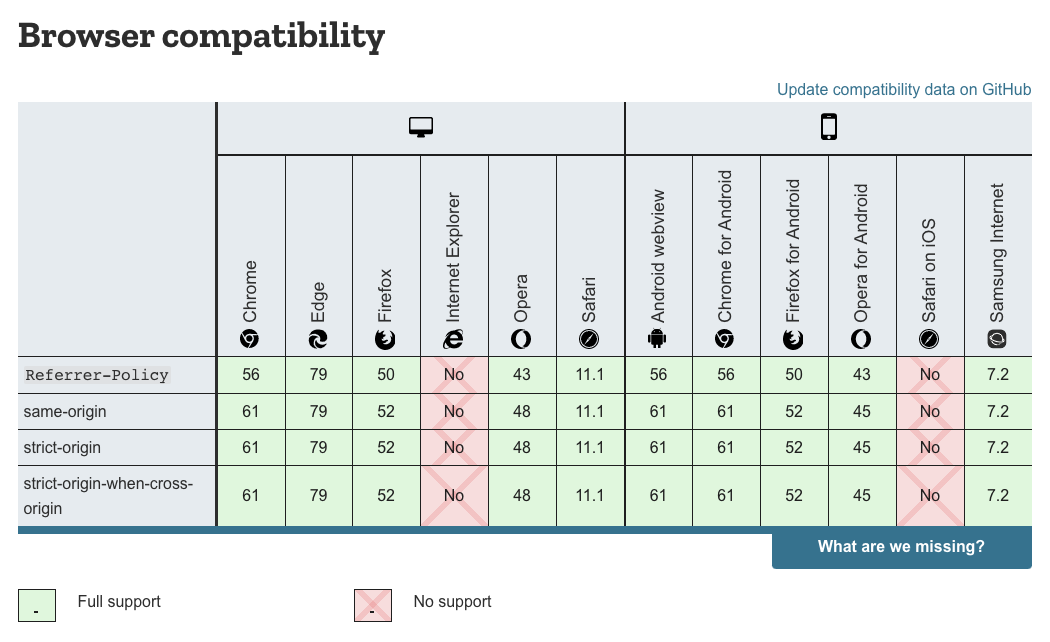 Browser compatibility
Update compatibility data on GitHub
Chrome
Edge
Firefox
Internet Explorer
Opera
Safari
Android webview
Chrome for Android
Firefox for Android
Opera for Android
Safari on iOS
Samsung Internet
Referrer-Policy 56 79 50 No 43 11.1 56 56 50 43 No 7.2
same-origin 61 79 52 No 48 11.1 61 61 52 45 No 7.2
strict-origin 61 79 52 No 48 11.1 61 61 52 45 No 7.2
strict-origin-when-cross-
origin 61 79 52 No 48 11.1 61 61 52 45 No 7.2
What are we missing?
- Full support
- No support